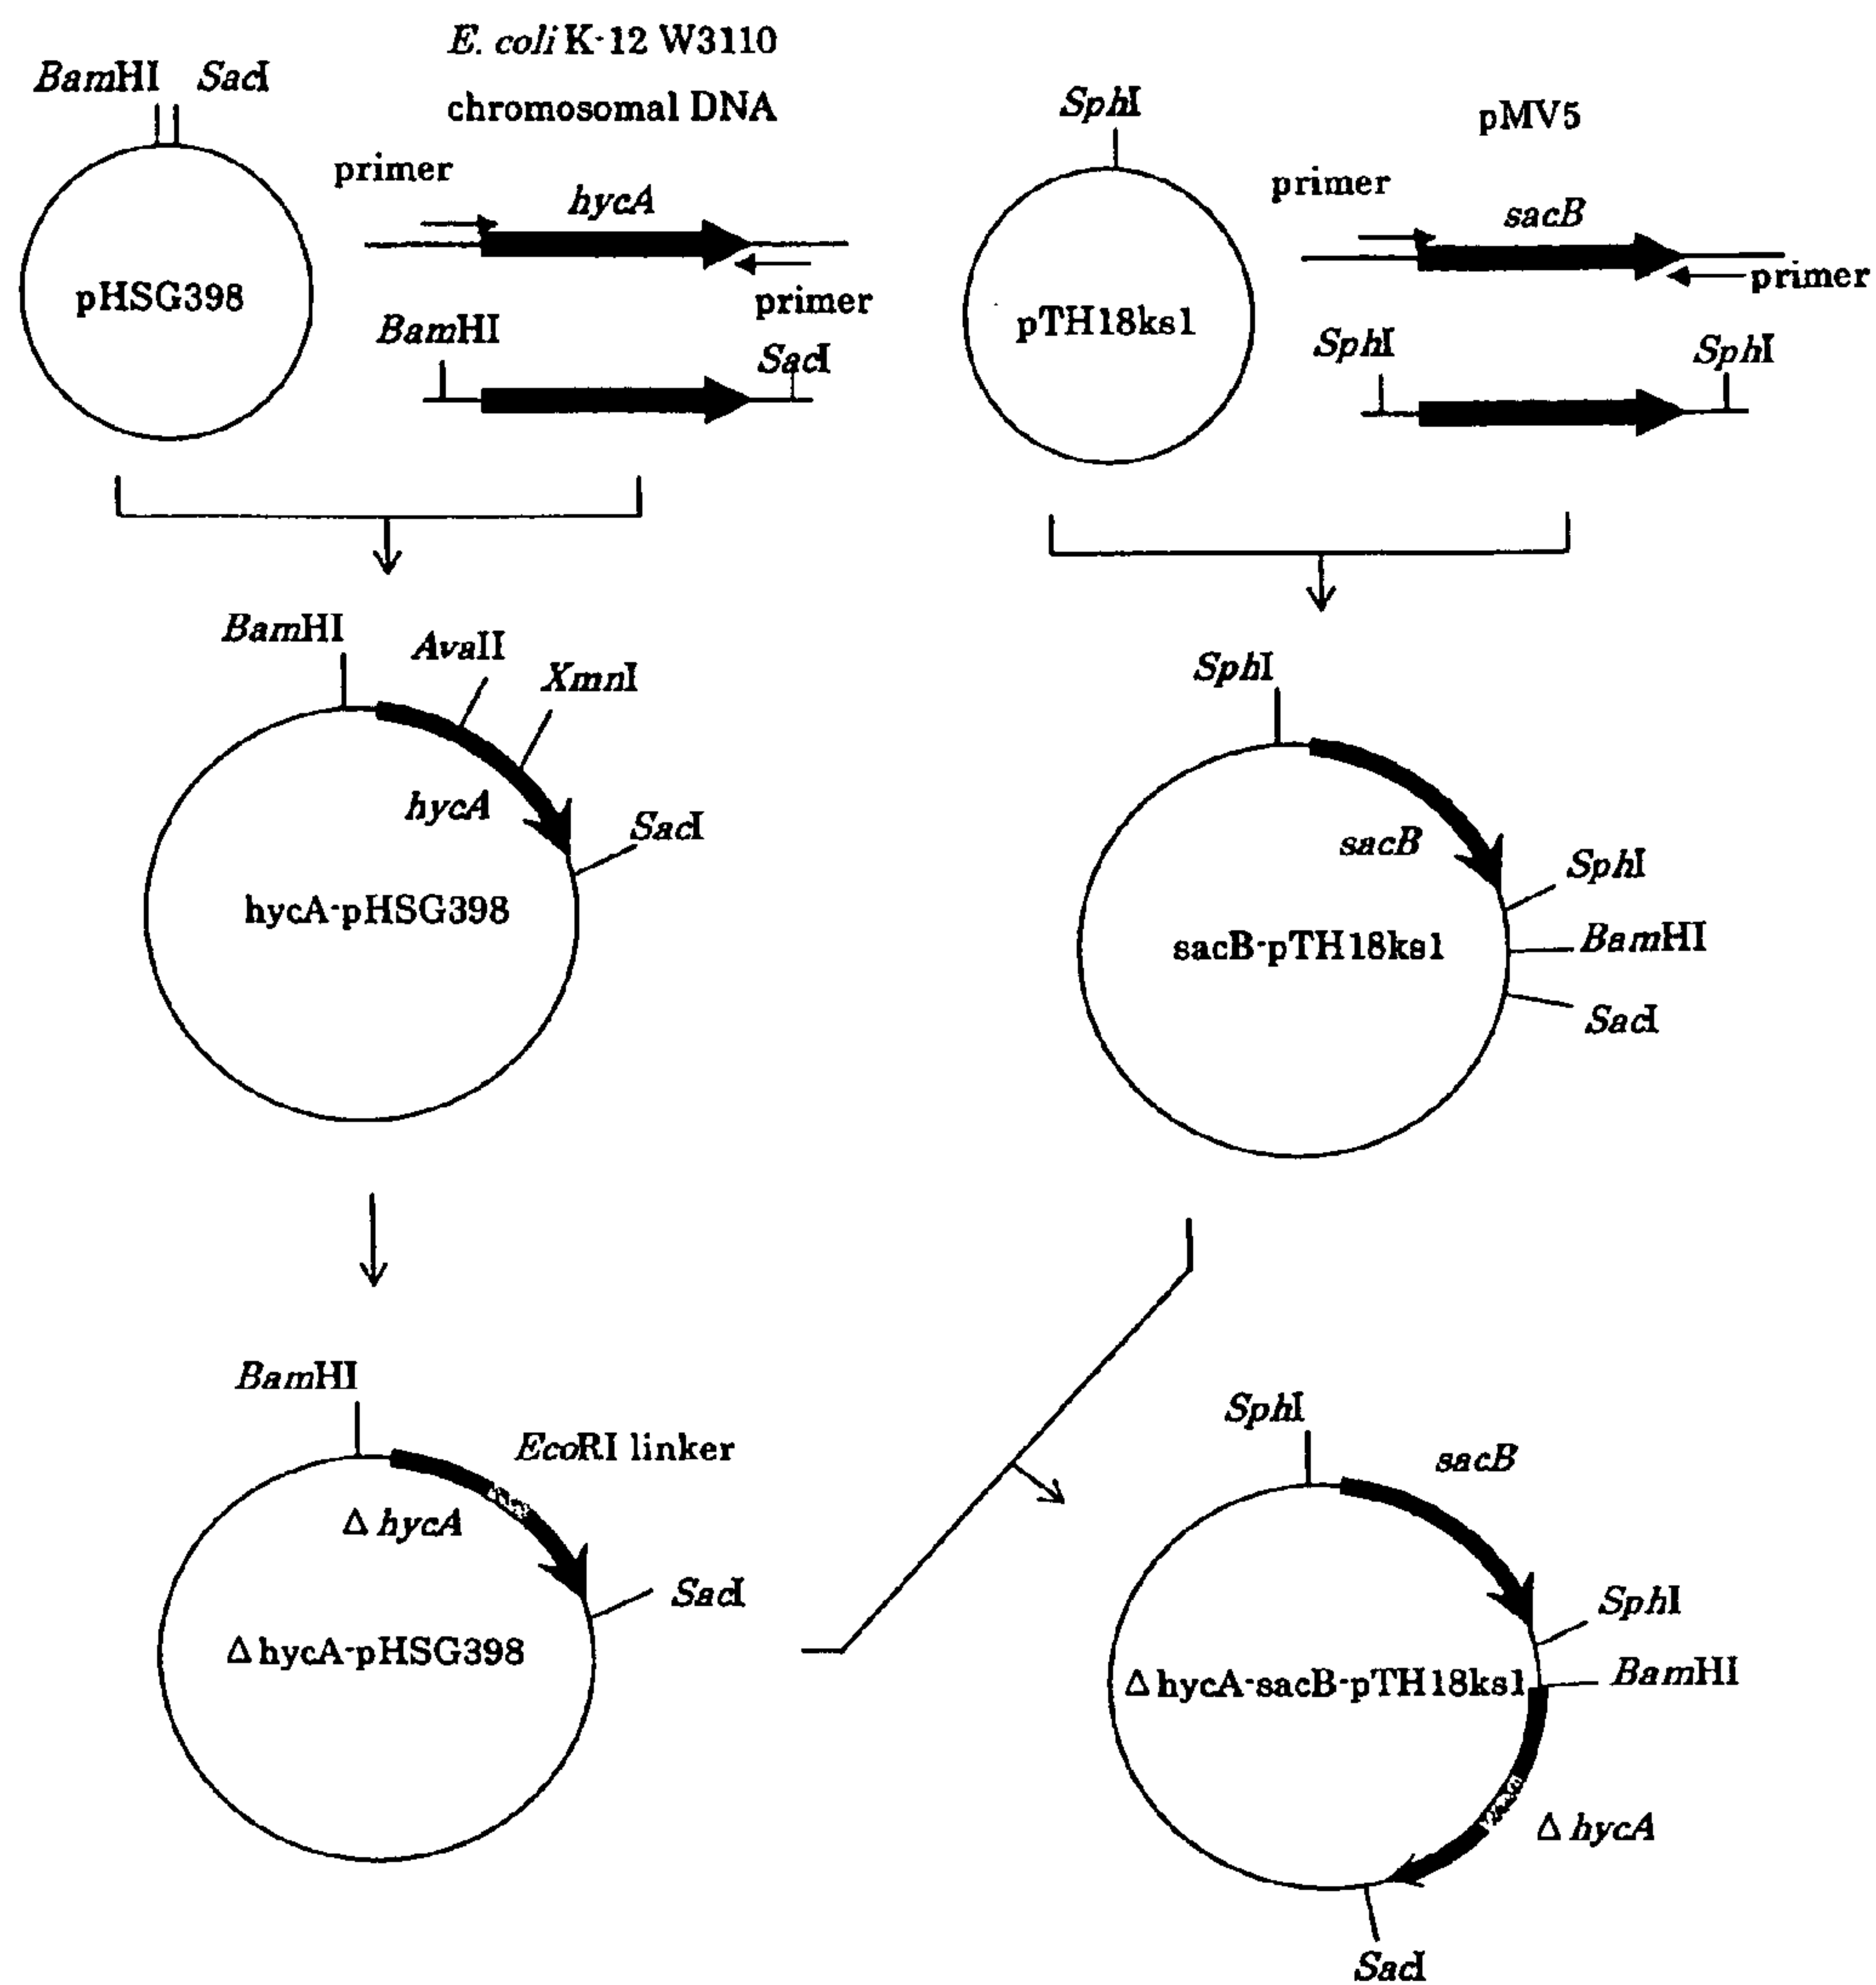 E. coli K-12 W3110
chromosomal DNA
BamHI SacI
primer
hycA
pHSG398
primer
BamHI
SacI
SphI
pMV5
primer
sacB
pTH18ks1
primer
SphI
SphI
BamHI
AvaII
XmnI
hycA
SacI
hycA-pHSG398
SphI
sacB
SphI
BamHI
sacB-pTH18ks1
SacI
BamHI
EcoRI linker
Δ hycA
SacI
Δ hycA-pHSG398
SphI
sacB
SphI
BamHI
Δ hycA-sacB-pTH18ks1
Δ hycA
SacI